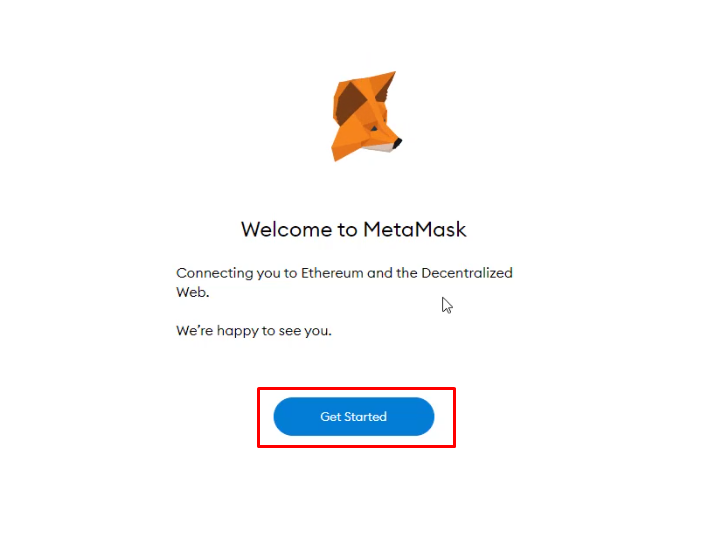 Welcome to MetaMask
Connecting you to Ethereum and the Decentralized
Web.
We’re happy to see you.
Get Started